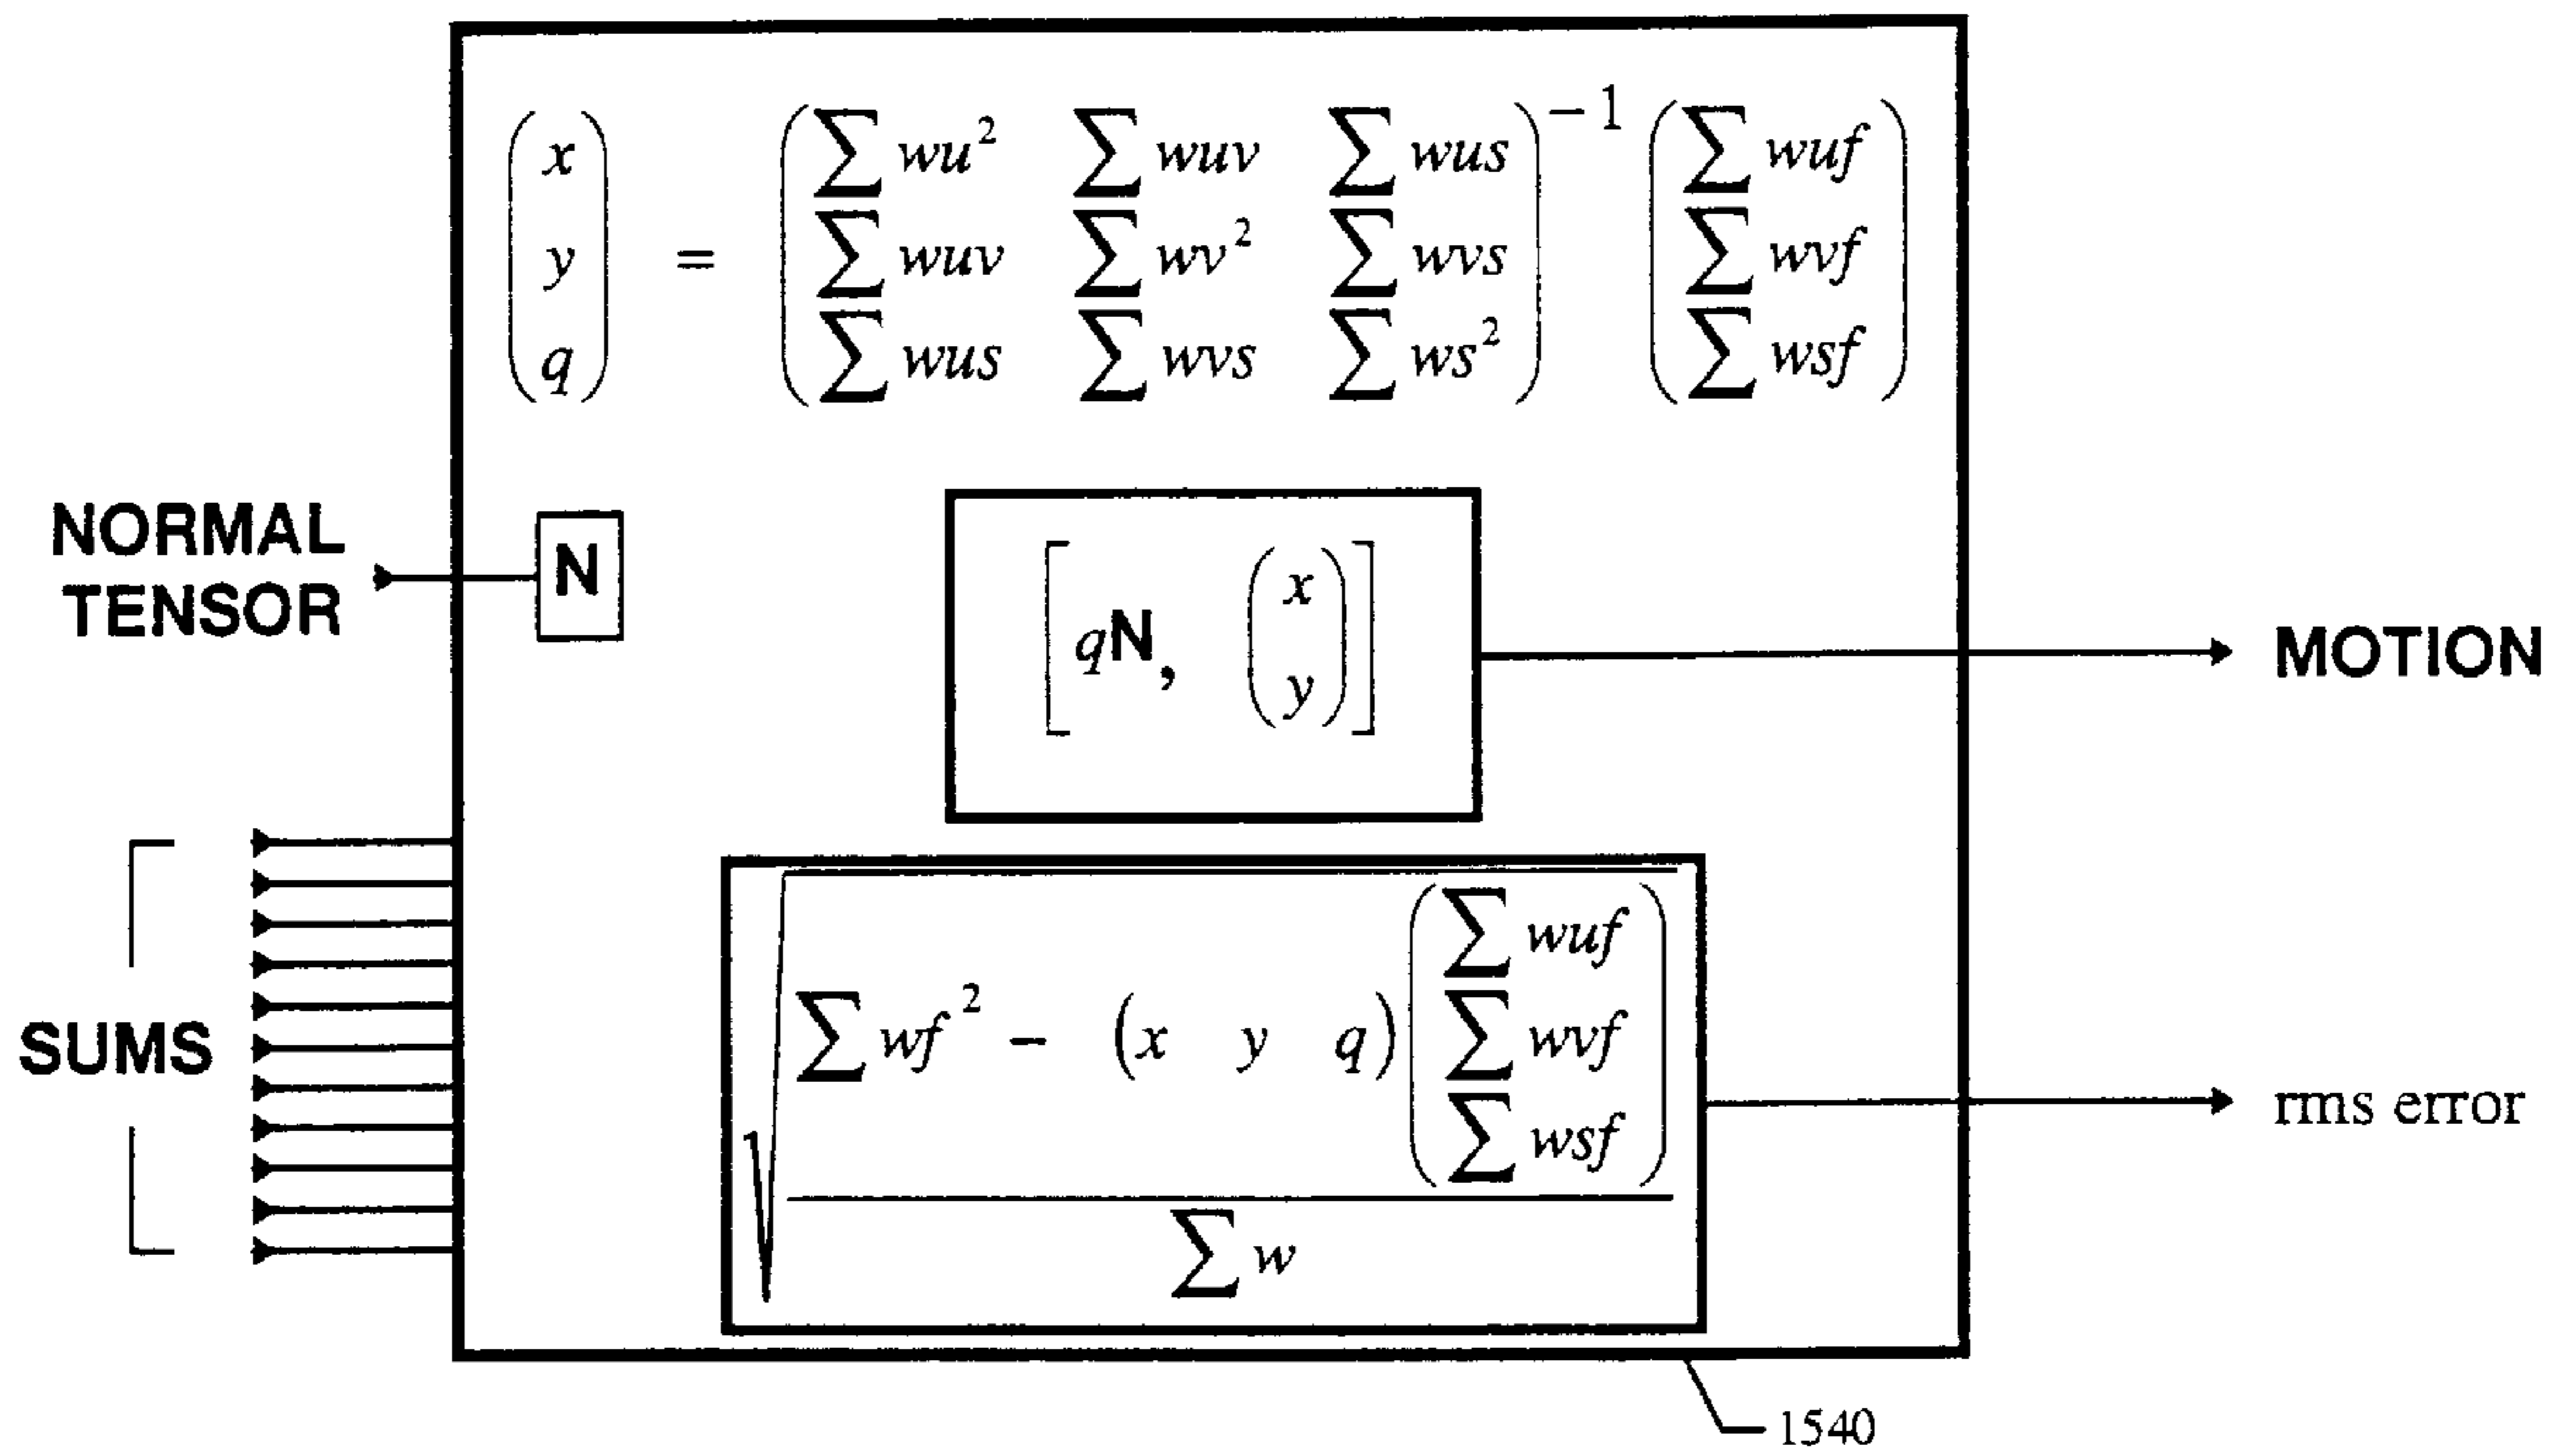 (x y q) = (∑wu² ∑wuv ∑wus ∑wuv ∑wv² ∑wvs ∑wus ∑wvs ∑ws²)⁻¹ (∑wuf ∑wvf ∑wsf)
NORMAL
TENSOR
N
[qN, (x y)]
MOTION
SUMS
√ ∑wf² − (x y q) (∑wuf ∑wvf ∑wsf)
∑w
rms error
1540